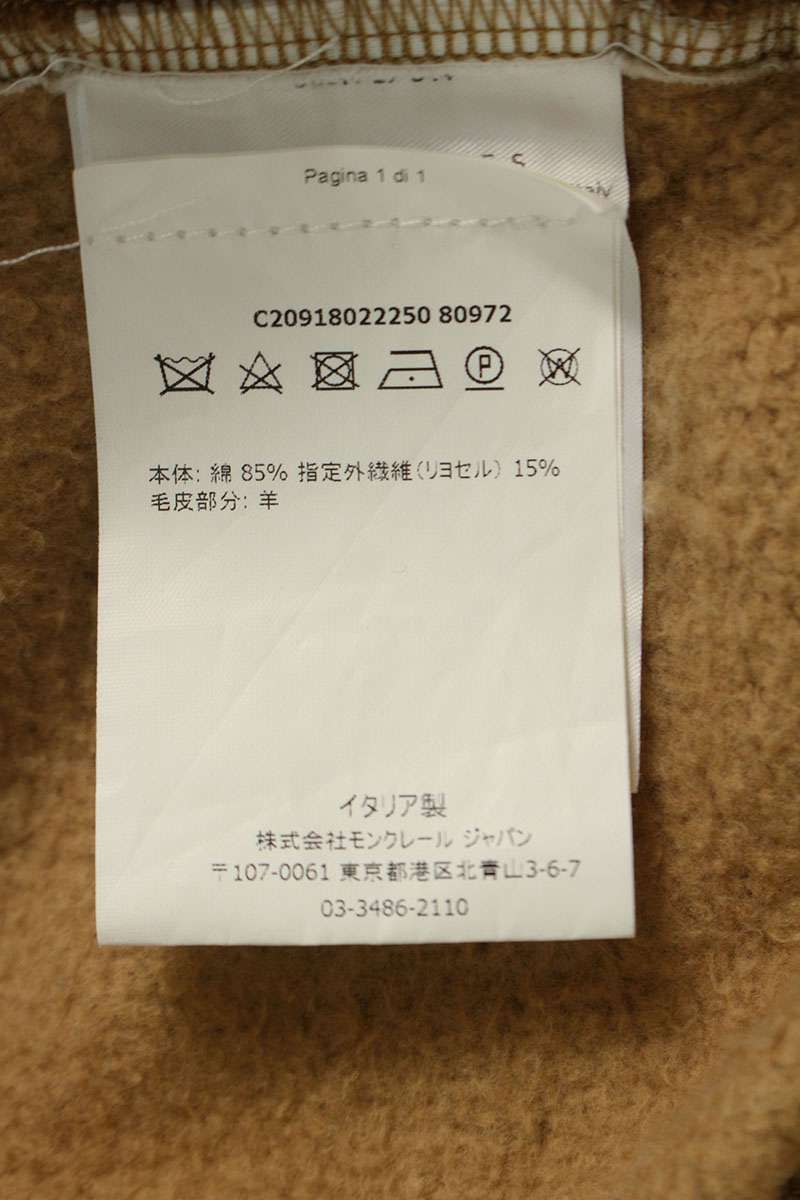 Pagina 1 di 1
C20918022250 80972
P
W
本体: 綿 85% 指定外繊維(リヨセル) 15%
毛皮部分: 羊
イタリア製
株式会社モンクレール ジャパン
〒107-0061 東京都港区北青山3-6-7
03-3486-2110